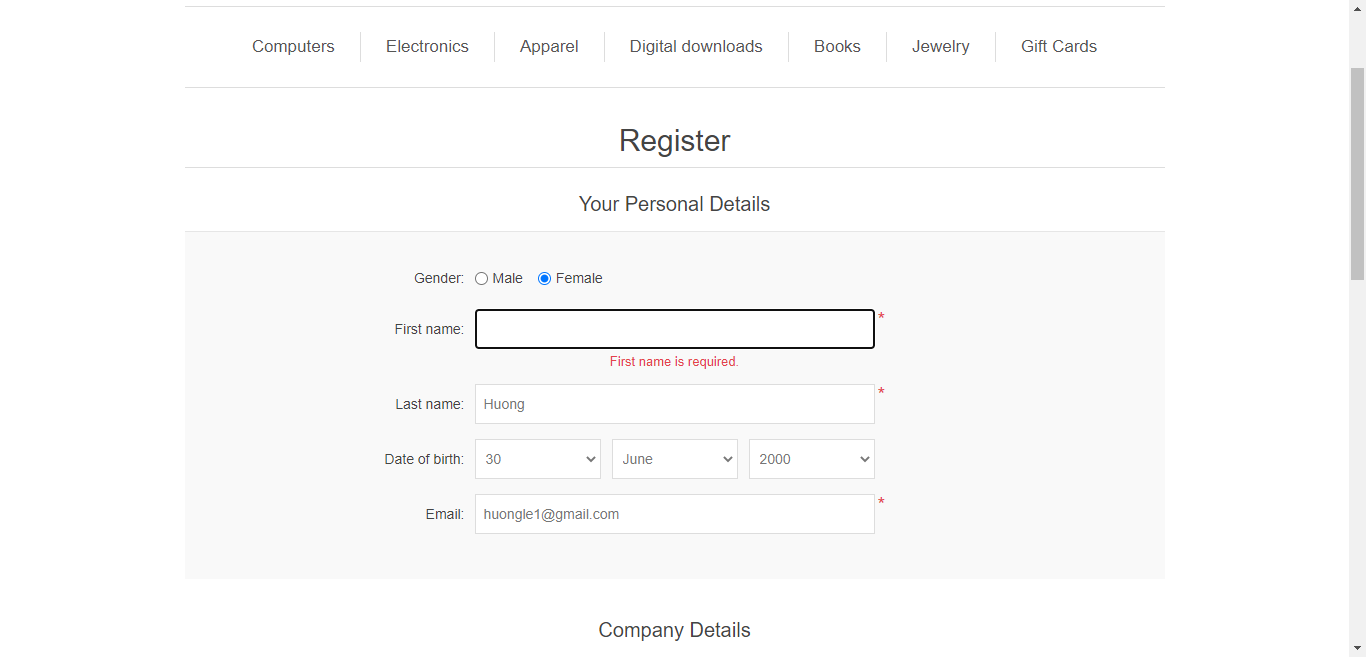 Computers Electronics Apparel Digital downloads Books Jewelry Gift Cards
Register
Your Personal Details
Gender: Male Female
First name: *
First name is required.
Last name: Huong *
Date of birth: 30 June 2000
Email: huongle1@gmail.com *
Company Details